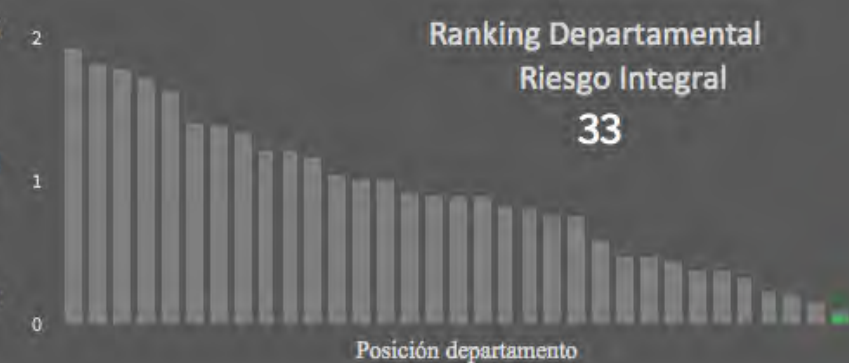 2
Ranking Departamental
Riesgo Integral
33
1
0
Posición departamento